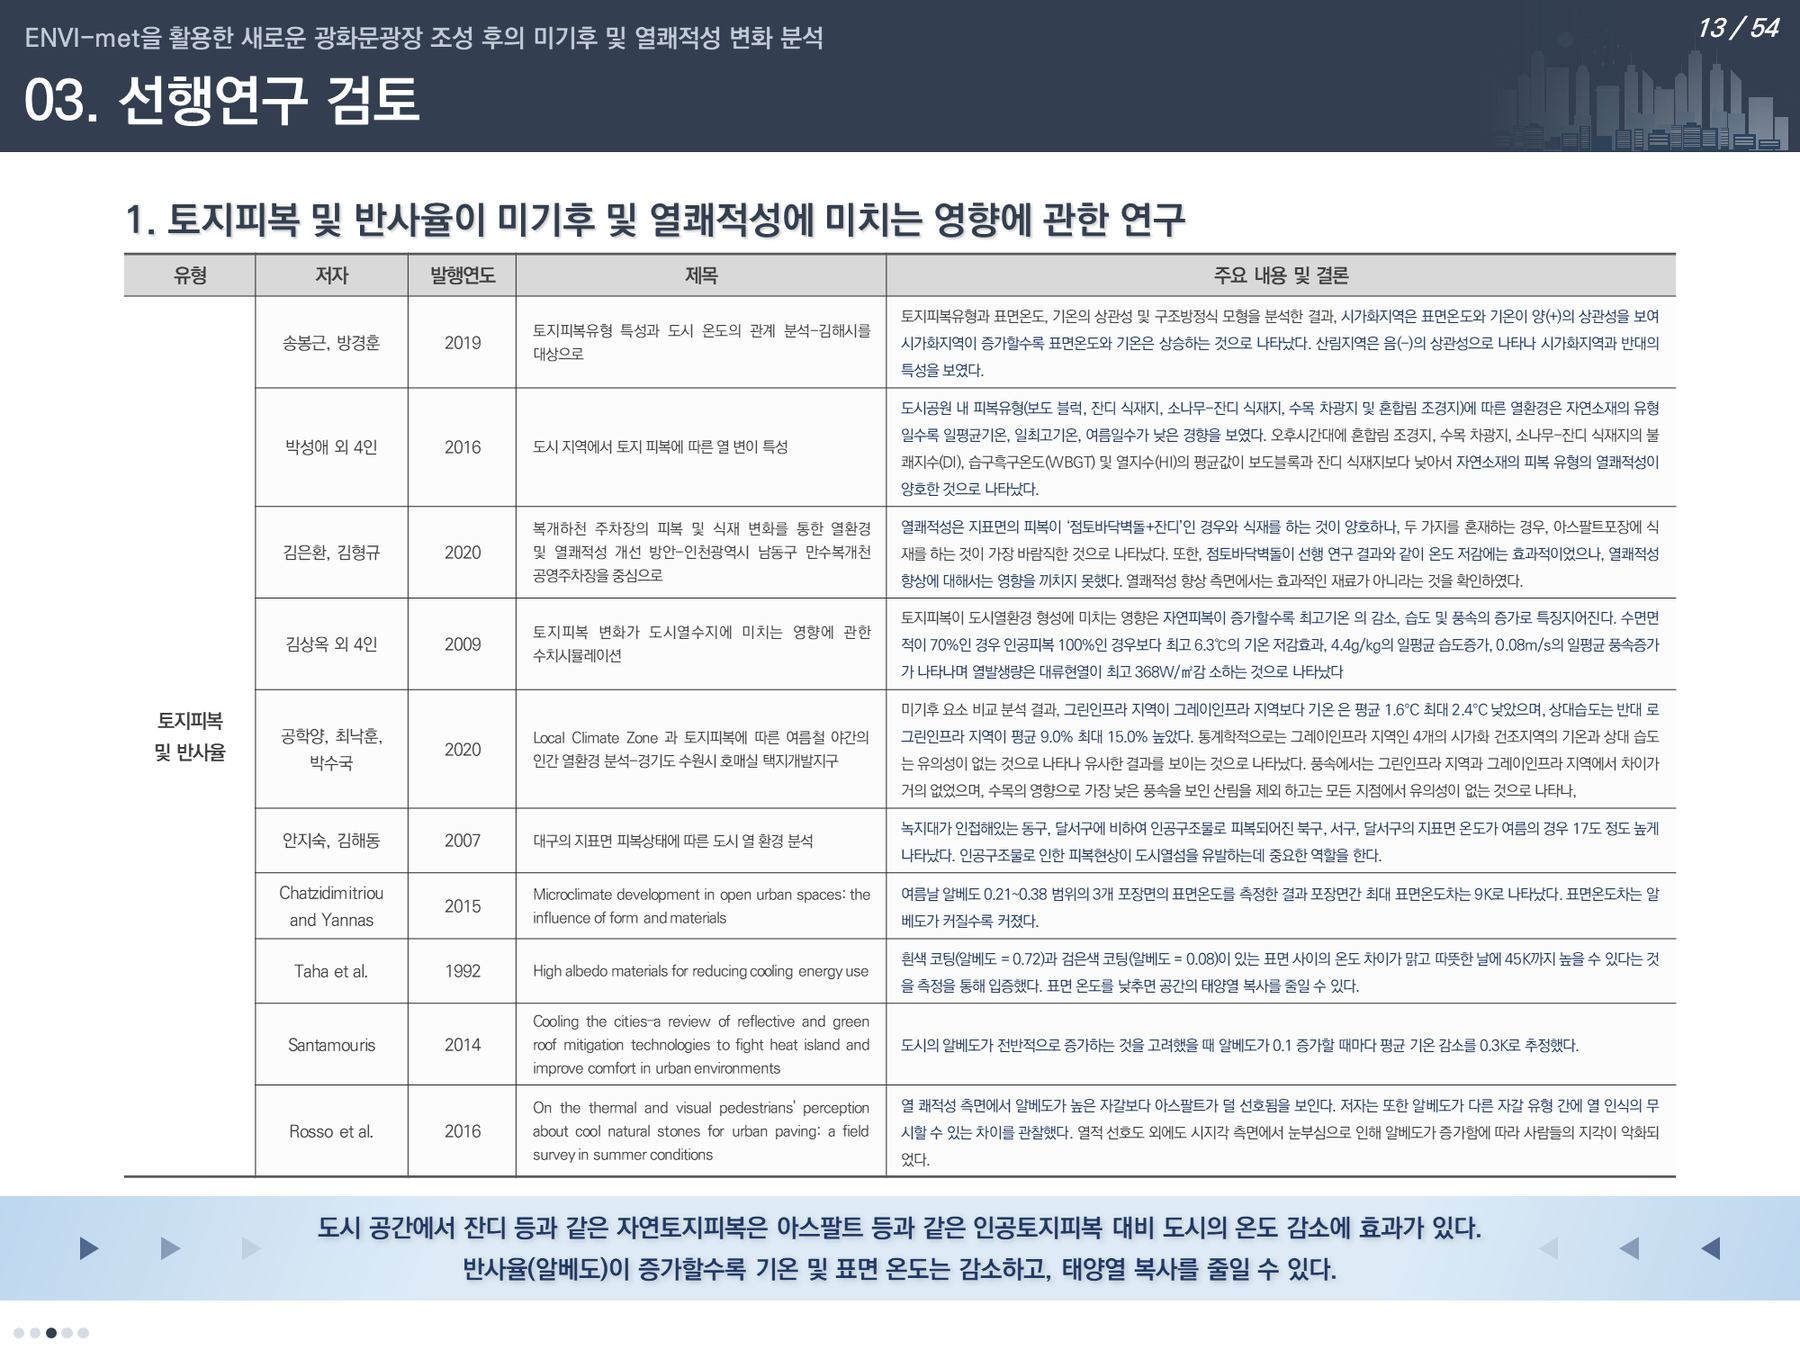 ENVI-met을 활용한 새로운 광화문광장 조성 후의 미기후 및 열쾌적성 변화 분석
13 / 54
03. 선행연구 검토
1. 토지피복 및 반사율이 미기후 및 열쾌적성에 미치는 영향에 관한 연구
유형 저자 발행연도 제목 주요 내용 및 결론
토지피복
및 반사율
송봉근, 방경훈
2019
토지피복유형 특성과 도시 온도의 관계 분석-김해시를
대상으로
토지피복유형과 표면온도, 기온의 상관성 및 구조방정식 모형을 분석한 결과, 시가화지역은 표면온도와 기온이 양(+)의 상관성을 보여
시가화지역이 증가할수록 표면온도와 기온은 상승하는 것으로 나타났다. 산림지역은 음(-)의 상관성으로 나타나 시가화지역과 반대의
특성을 보였다.
박성애 외 4인
2016
도시 지역에서 토지 피복에 따른 열 변이 특성
도시공원 내 피복유형(보도 블럭, 잔디 식재지, 소나무-잔디 식재지, 수목 차광지 및 혼합림 조경지)에 따른 열환경은 자연소재의 유형
일수록 일평균기온, 일최고기온, 여름일수가 낮은 경향을 보였다. 오후시간대에 혼합림 조경지, 수목 차광지, 소나무-잔디 식재지의 불
쾌지수(DI), 습구흑구온도(WBGT) 및 열지수(HI)의 평균값이 보도블록과 잔디 식재지보다 낮아서 자연소재의 피복 유형의 열쾌적성이
양호한 것으로 나타났다.
김은환, 김형규
2020
복개하천 주차장의 피복 및 식재 변화를 통한 열환경
및 열쾌적성 개선 방안-인천광역시 남동구 만수복개천
공영주차장을 중심으로
열쾌적성은 지표면의 피복이 ‘점토바닥벽돌+잔디’인 경우와 식재를 하는 것이 양호하나, 두 가지를 혼재하는 경우, 아스팔트포장에 식
재를 하는 것이 가장 바람직한 것으로 나타났다. 또한, 점토바닥벽돌이 선행 연구 결과와 같이 온도 저감에는 효과적이었으나, 열쾌적성
향상에 대해서는 영향을 끼치지 못했다. 열쾌적성 향상 측면에서는 효과적인 재료가 아니라는 것을 확인하였다.
김상옥 외 4인
2009
토지피복 변화가 도시열수지에 미치는 영향에 관한
수치시뮬레이션
토지피복이 도시열환경 형성에 미치는 영향은 자연피복이 증가할수록 최고기온 의 감소, 습도 및 풍속의 증가로 특징지어진다. 수면면
적이 70%인 경우 인공피복 100%인 경우보다 최고 6.3℃의 기온 저감효과, 4.4g/kg의 일평균 습도증가, 0.08m/s의 일평균 풍속증가
가 나타나며 열발생량은 대류현열이 최고 368W/㎡감 소하는 것으로 나타났다
공학양, 최낙훈,
박수국
2020
Local Climate Zone 과 토지피복에 따른 여름철 야간의
인간 열환경 분석-경기도 수원시 호매실 택지개발지구
미기후 요소 비교 분석 결과, 그린인프라 지역이 그레이인프라 지역보다 기온 은 평균 1.6°C 최대 2.4°C 낮았으며, 상대습도는 반대 로
그린인프라 지역이 평균 9.0% 최대 15.0% 높았다. 통계학적으로는 그레이인프라 지역인 4개의 시가화 건조지역의 기온과 상대 습도
는 유의성이 없는 것으로 나타나 유사한 결과를 보이는 것으로 나타났다. 풍속에서는 그린인프라 지역과 그레이인프라 지역에서 차이가
거의 없었으며, 수목의 영향으로 가장 낮은 풍속을 보인 산림을 제외 하고는 모든 지점에서 유의성이 없는 것으로 나타나,
안지숙, 김해동
2007
대구의 지표면 피복상태에 따른 도시 열 환경 분석
녹지대가 인접해있는 동구, 달서구에 비하여 인공구조물로 피복되어진 북구, 서구, 달서구의 지표면 온도가 여름의 경우 17도 정도 높게
나타났다. 인공구조물로 인한 피복현상이 도시열섬을 유발하는데 중요한 역할을 한다.
Chatzidimitriou
and Yannas
2015
Microclimate development in open urban spaces: the
influence of form and materials
여름날 알베도 0.21~0.38 범위의 3개 포장면의 표면온도를 측정한 결과 포장면간 최대 표면온도차는 9K로 나타났다. 표면온도차는 알
베도가 커질수록 커졌다.
Taha et al.
1992
High albedo materials for reducing cooling energy use
흰색 코팅(알베도 = 0.72)과 검은색 코팅(알베도 = 0.08)이 있는 표면 사이의 온도 차이가 맑고 따뜻한 날에 45K까지 높을 수 있다는 것
을 측정을 통해 입증했다. 표면 온도를 낮추면 공간의 태양열 복사를 줄일 수 있다.
Santamouris
2014
Cooling the cities–a review of reflective and green
roof mitigation technologies to fight heat island and
improve comfort in urban environments
도시의 알베도가 전반적으로 증가하는 것을 고려했을 때 알베도가 0.1 증가할 때마다 평균 기온 감소를 0.3K로 추정했다.
Rosso et al.
2016
On the thermal and visual pedestrians' perception
about cool natural stones for urban paving: a field
survey in summer conditions
열 쾌적성 측면에서 알베도가 높은 자갈보다 아스팔트가 덜 선호됨을 보인다. 저자는 또한 알베도가 다른 자갈 유형 간에 열 인식의 무
시할 수 있는 차이를 관찰했다. 열적 선호도 외에도 시지각 측면에서 눈부심으로 인해 알베도가 증가함에 따라 사람들의 지각이 악화되
었다.
도시 공간에서 잔디 등과 같은 자연토지피복은 아스팔트 등과 같은 인공토지피복 대비 도시의 온도 감소에 효과가 있다.
반사율(알베도)이 증가할수록 기온 및 표면 온도는 감소하고, 태양열 복사를 줄일 수 있다.